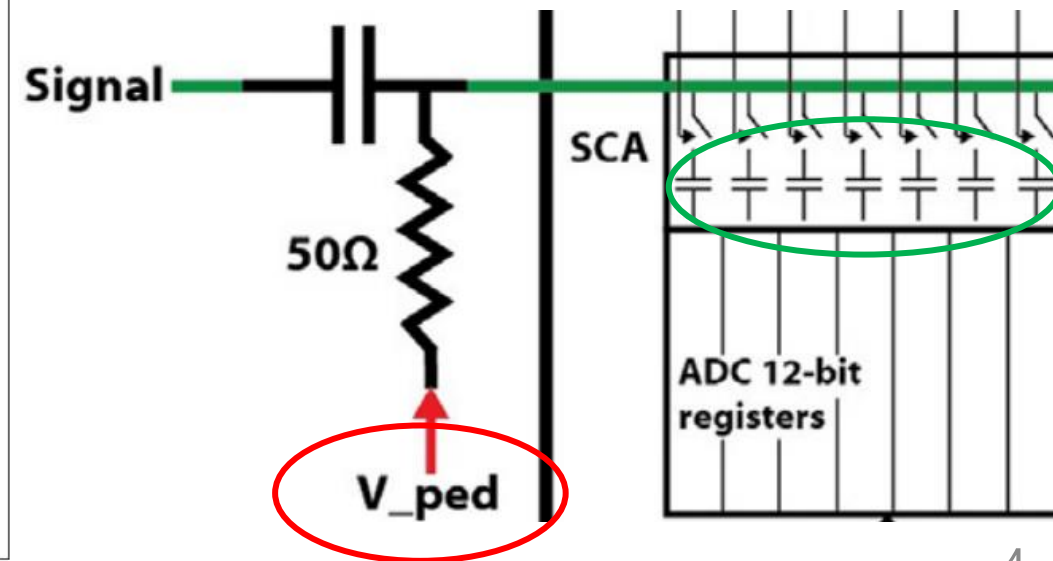 Signal
SCA
50Ω
ADC 12-bit
registers
V_ped
4